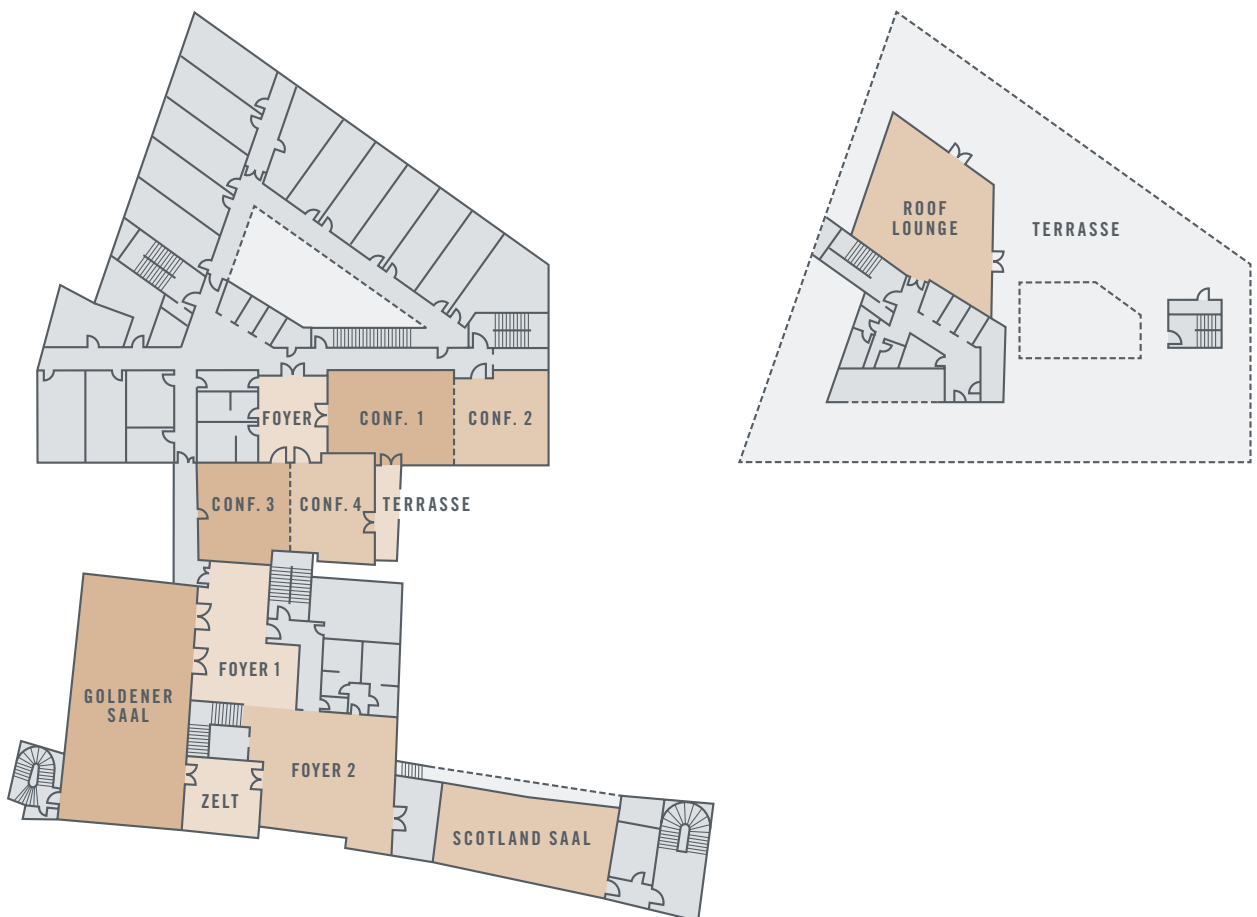 ROOF
LOUNGE
TERRASSE
FOYER
CONF. 1
CONF. 2
CONF. 3
CONF. 4
TERRASSE
FOYER 1
GOLDENER
SAAL
FOYER 2
ZELT
SCOTLAND SAAL